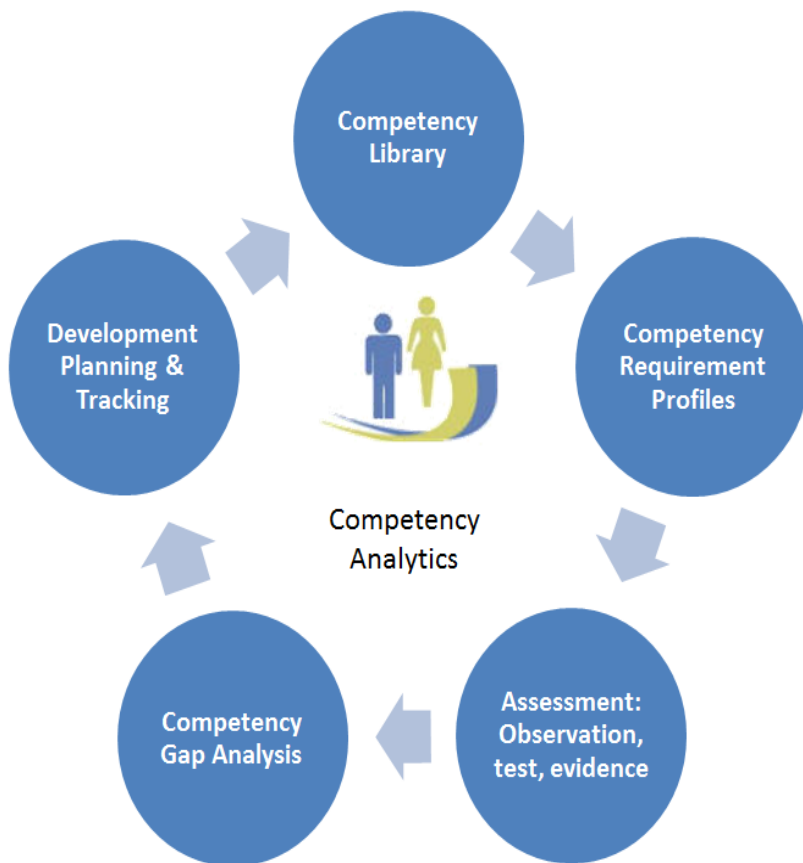 Competency
Library
Competency
Requirement
Profiles
Assessment:
Observation,
test, evidence
Competency
Gap Analysis
Development
Planning &
Tracking
Competency
Analytics